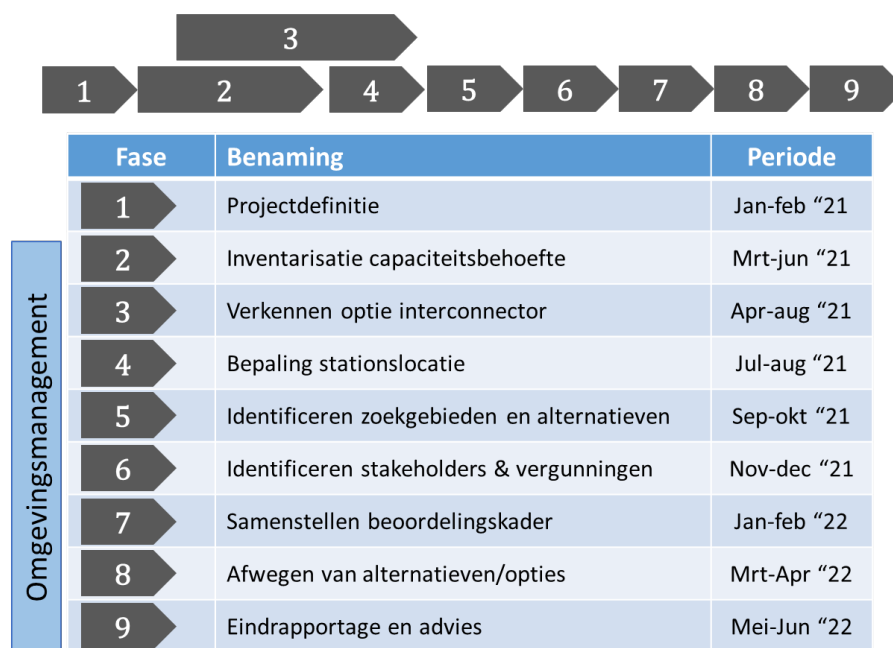 3
1 2 4 5 6 7 8 9
Fase Benaming Periode
1 Projectdefinitie Jan-feb “21
2 Inventarisatie capaciteitsbehoefte Mrt-jun “21
3 Verkennen optie interconnector Apr-aug “21
4 Bepaling stationslocatie Jul-aug “21
5 Identificeren zoekgebieden en alternatieven Sep-okt “21
6 Identificeren stakeholders & vergunningen Nov-dec “21
7 Samenstellen beoordelingskader Jan-feb “22
8 Afwegen van alternatieven/opties Mrt-Apr “22
9 Eindrapportage en advies Mei-Jun “22
Omgevingsmanagement